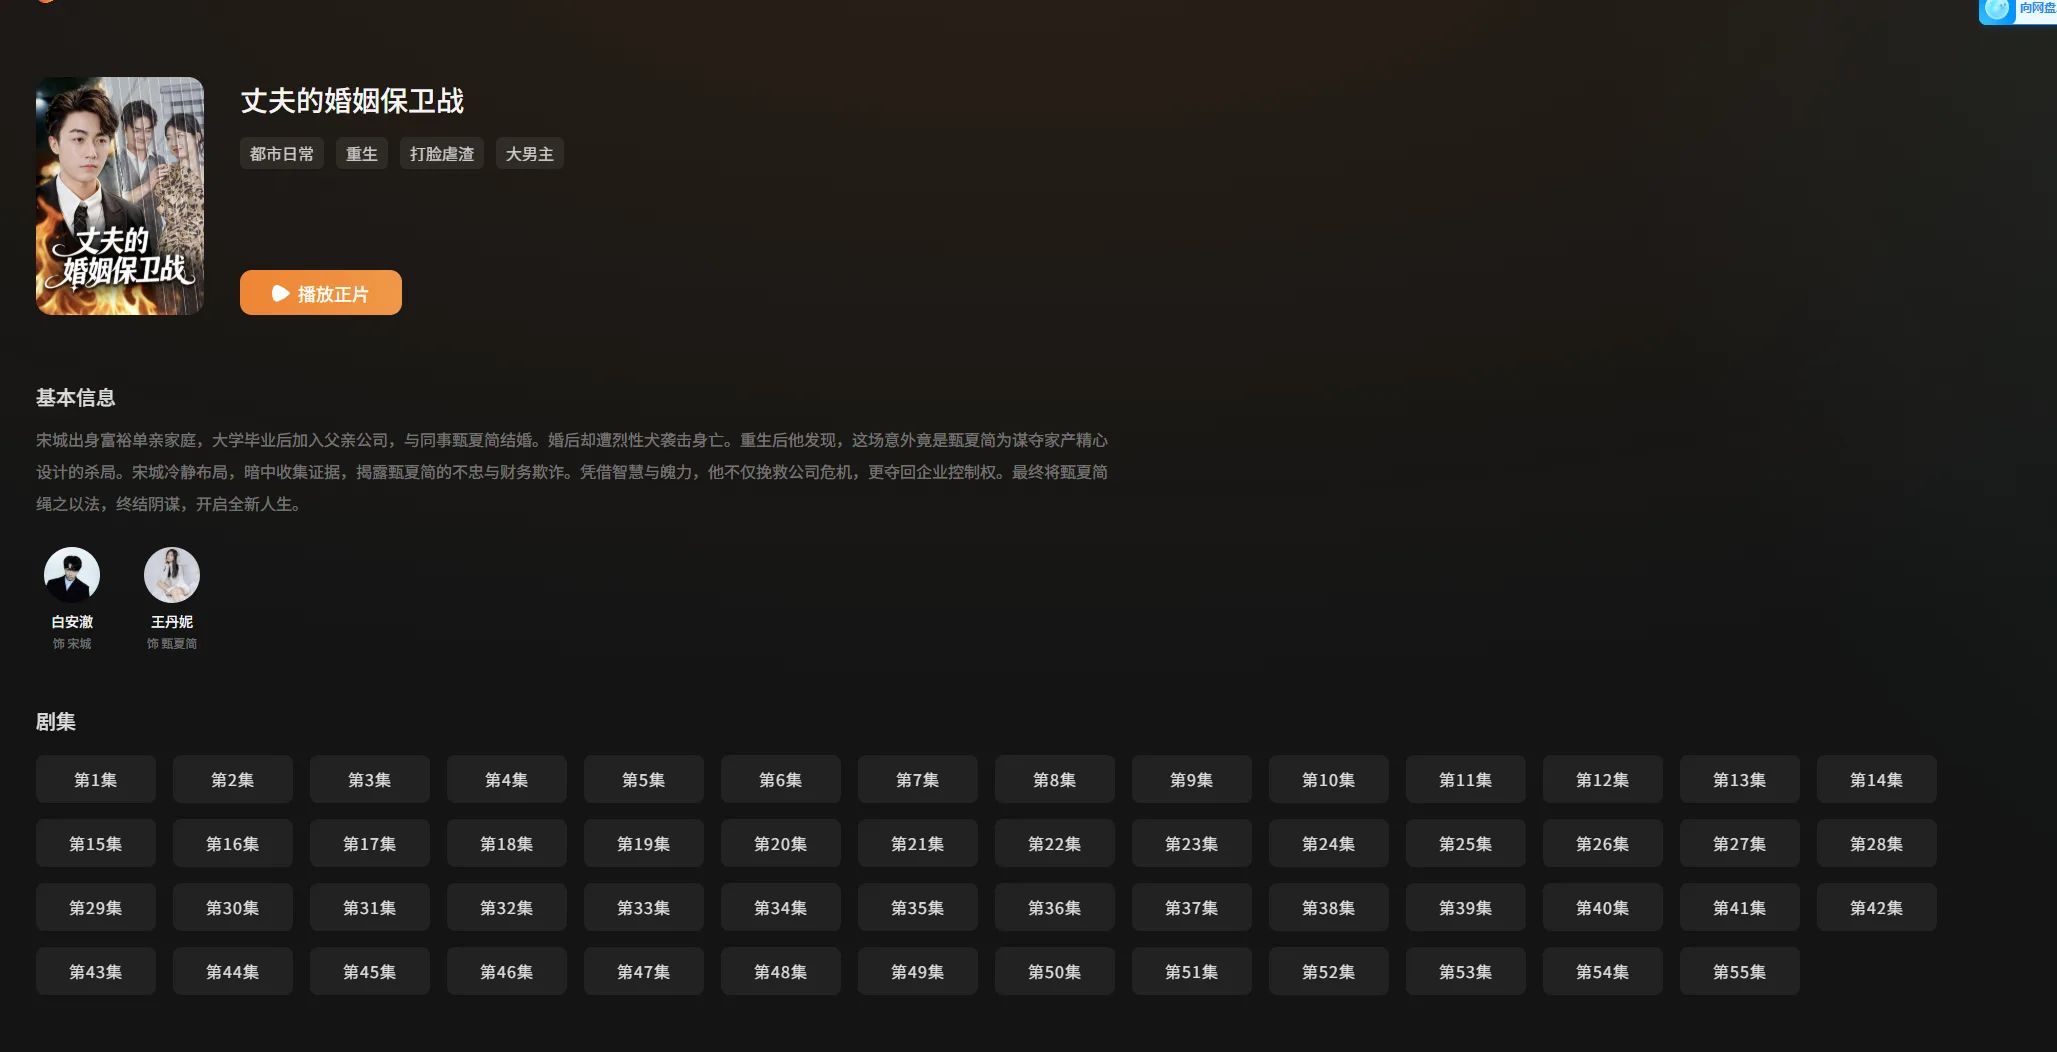 向网盘
丈夫的婚姻保卫战
都市日常 重生 打脸虐渣 大男主
丈夫的
婚姻保卫战
播放正片
基本信息
宋城出身富裕单亲家庭，大学毕业后加入父亲公司，与同事甄夏简结婚。婚后却遭烈性犬袭击身亡。重生后他发现，这场意外竟是甄夏简为谋夺家产精心
设计的杀局。宋城冷静布局，暗中收集证据，揭露甄夏简的不忠与财务欺诈。凭借智慧与魄力，他不仅挽救公司危机，更夺回企业控制权。最终将甄夏简
绳之以法，终结阴谋，开启全新人生。
白安澈 王丹妮
饰 宋城 饰 甄夏简
剧集
第1集 第2集 第3集 第4集 第5集 第6集 第7集 第8集 第9集 第10集 第11集 第12集 第13集 第14集
第15集 第16集 第17集 第18集 第19集 第20集 第21集 第22集 第23集 第24集 第25集 第26集 第27集 第28集
第29集 第30集 第31集 第32集 第33集 第34集 第35集 第36集 第37集 第38集 第39集 第40集 第41集 第42集
第43集 第44集 第45集 第46集 第47集 第48集 第49集 第50集 第51集 第52集 第53集 第54集 第55集